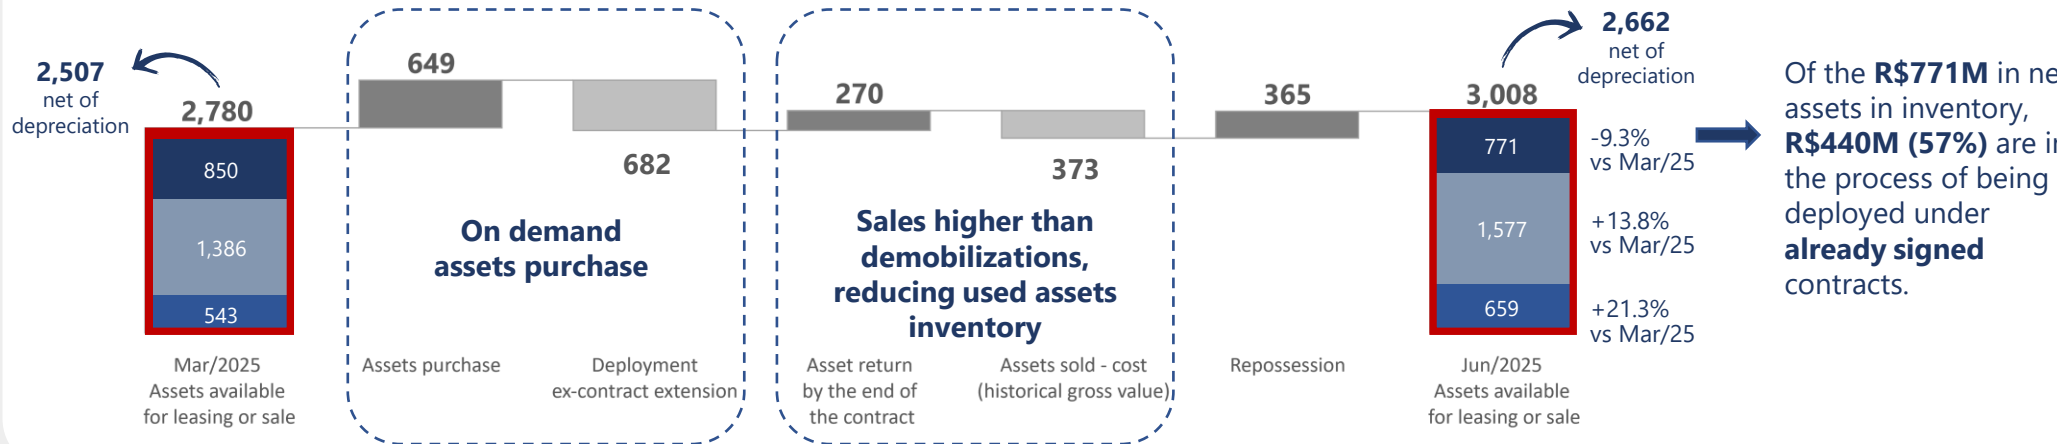 2,507
net of
depreciation
2,780
850
1,386
543
Mar/2025
Assets available
for leasing or sale
649
682
On demand
assets purchase
Assets purchase
Deployment
ex-contract extension
270
373
Sales higher than
demobilizations,
reducing used assets
inventory
Asset return
by the end of
the contract
Assets sold - cost
(historical gross value)
365
Repossession
2,662
net of
depreciation
3,008
771
1,577
659
Jun/2025
Assets available
for leasing or sale
-9.3%
vs Mar/25
+13.8%
vs Mar/25
+21.3%
vs Mar/25
Of the R$771M in
assets in inventory,
R$440M (57%) are
the process of being
deployed under
already signed
contracts.